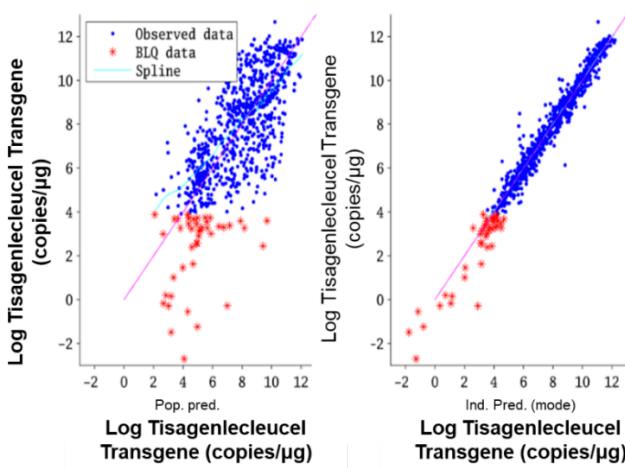 Observed data
BLQ data
Spline
12
10
8
6
4
2
0
−2
−2 0 2 4 6 8 10 12
Log Tisagenlecleucel Transgene
(copies/μg)
Pop. pred.
Log Tisagenlecleucel
Transgene (copies/μg)
12
10
8
6
4
2
0
−2
−2 0 2 4 6 8 10 12
Log Tisagenlecleucel Transgene
(copies/μg)
Ind. Pred. (mode)
Log Tisagenlecleucel
Transgene (copies/μg)